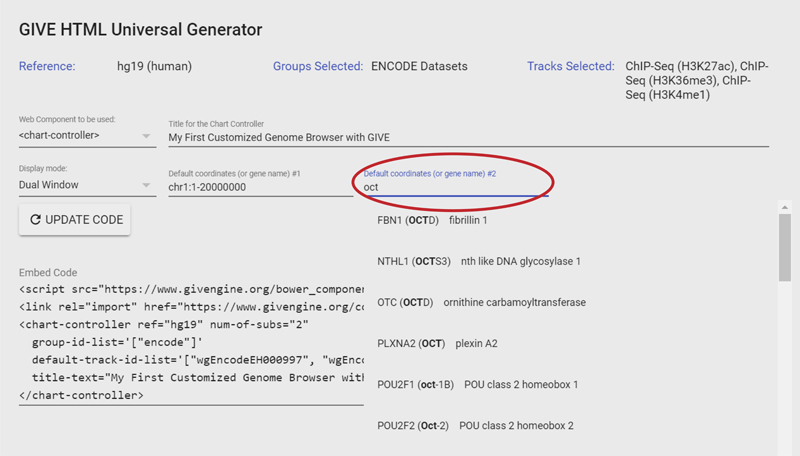 GIVE HTML Universal Generator
Reference: hg19 (human) Groups Selected: ENCODE Datasets Tracks Selected: ChIP-Seq (H3K27ac), ChIP-
Seq (H3K36me3), ChIP-
Seq (H3K4me1)
Web Component to be used: Title for the Chart Controller
<chart-controller> My First Customized Genome Browser with GIVE
Display mode: Default coordinates (or gene name) #1 Default coordinates (or gene name) #2
Dual Window chr1:1-20000000 oct
UPDATE CODE
FBN1 (OCTD) fibrillin 1
NTHL1 (OCTS3) nth like DNA glycosylase 1
OTC (OCTD) ornithine carbamoyltransferase
PLXNA2 (OCT) plexin A2
POU2F1 (oct-1B) POU class 2 homeobox 1
POU2F2 (Oct-2) POU class 2 homeobox 2
Embed Code
<script src="https://www.givengine.org/bower_compone
<link rel="import" href="https://www.givengine.org/co
<chart-controller ref="hg19" num-of-subs="2"
group-id-list='["encode"]'
default-track-id-list='["wgEncodeEH000997", "wgEnc
title-text="My First Customized Genome Browser with
</chart-controller>